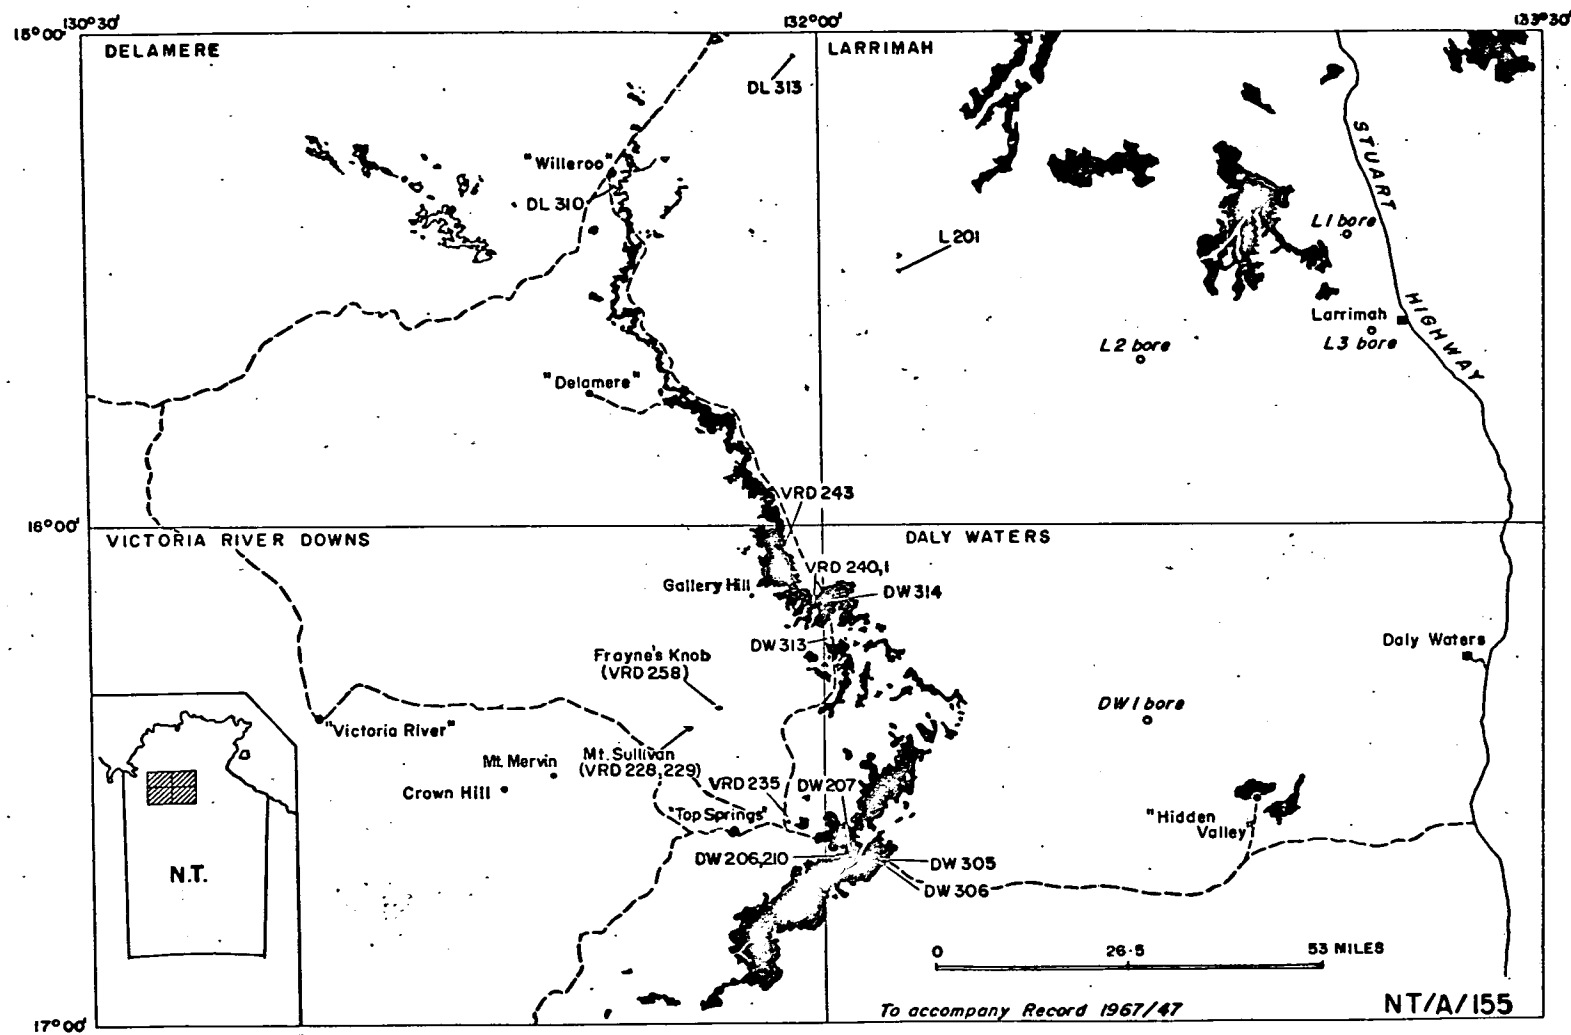 130°30'
132°00'
133°30'
15°00'
DELAMERE
LARRIMAH
DL 313
STUART
HIGHWAY
"Willeroo"
DL 310
L 201
L1 bore
Larrimah
L3 bore
L2 bore
"Delamere"
VRD 243
16°00'
VICTORIA RIVER DOWNS
DALY WATERS
VRD 240,1
Gallery Hill
DW 314
DW 313
Daly Waters
Frayne's Knob
(VRD 258)
DW 1 bore
"Victoria River"
Mt. Mervin
Mt. Sullivan
(VRD 228, 229)
Crown Hill
VRD 235
DW 207
"Top Springs"
"Hidden
Valley"
DW 206,210
DW 305
DW 306
N.T.
0
26·5
53 MILES
To accompany Record 1967/47
NT/A/155
17°00'